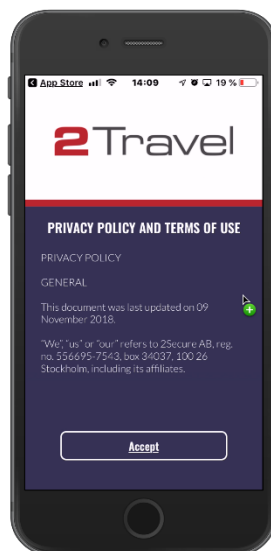 App Store 14:09 19 %
2Travel
PRIVACY POLICY AND TERMS OF USE
PRIVACY POLICY
GENERAL
This document was last updated on 09
November 2018.
"We", "us" or "our" refers to 2Secure AB, reg.
no. 556695-7543, box 34037, 100 26
Stockholm, including its affiliates.
Accept